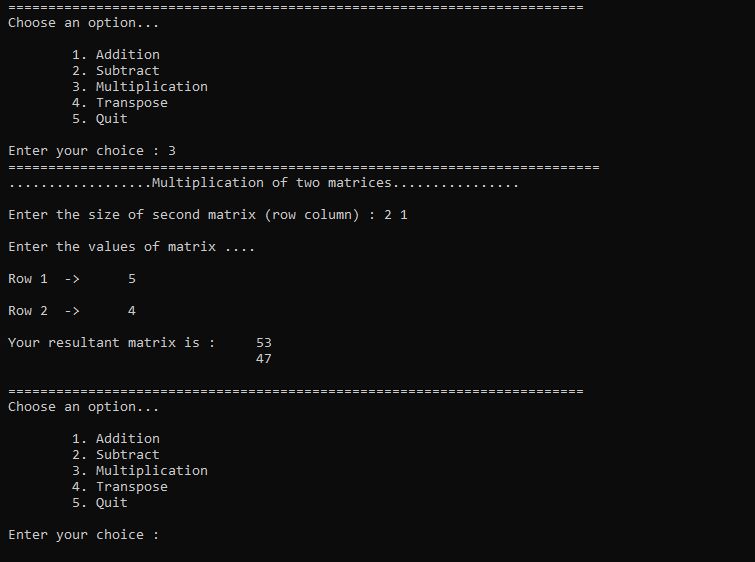 ========================================================================
Choose an option...
1. Addition
2. Subtract
3. Multiplication
4. Transpose
5. Quit
Enter your choice : 3
==========================================================================
..................Multiplication of two matrices................
Enter the size of second matrix (row column) : 2 1
Enter the values of matrix ....
Row 1  ->      5
Row 2  ->      4
Your resultant matrix is :     53
47
========================================================================
Choose an option...
1. Addition
2. Subtract
3. Multiplication
4. Transpose
5. Quit
Enter your choice :